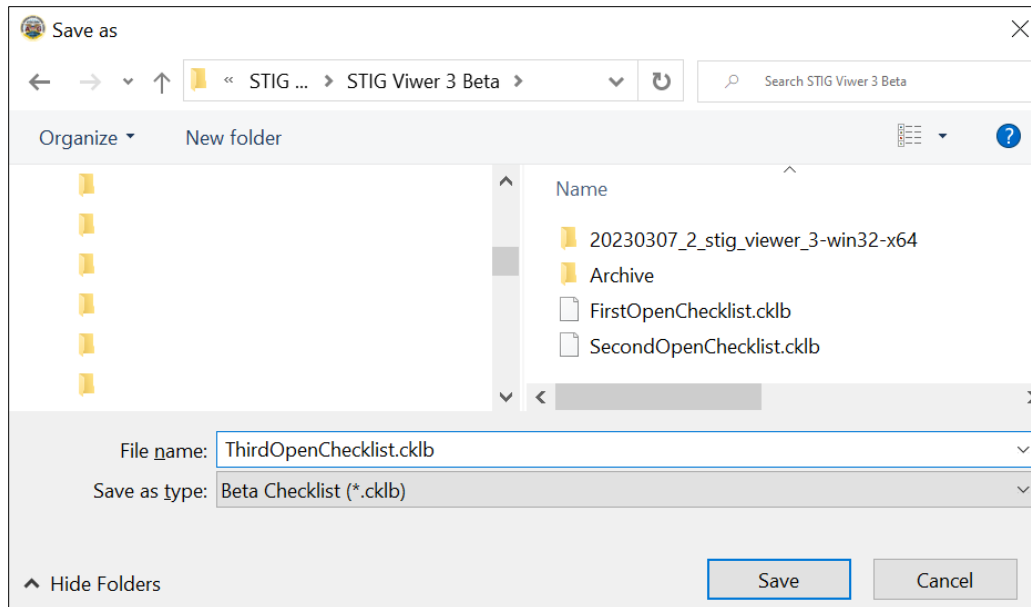 Save as
« STIG ... > STIG Viwer 3 Beta >
Search STIG Viwer 3 Beta
Organize
New folder
?
Name
20230307_2_stig_viewer_3-win32-x64
Archive
FirstOpenChecklist.cklb
SecondOpenChecklist.cklb
File name: ThirdOpenChecklist.cklb
Save as type: Beta Checklist (*.cklb)
Hide Folders
Save
Cancel